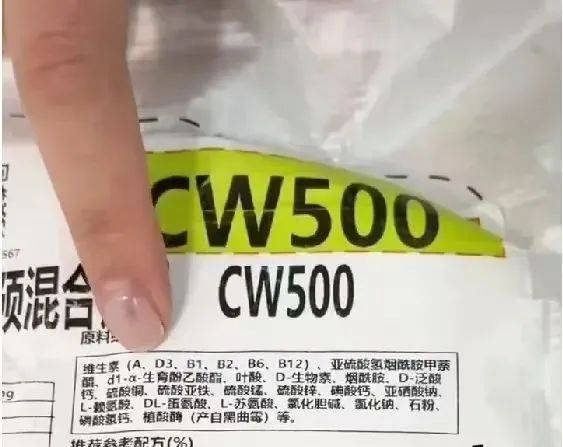 CW500
CW500
预混合
S67
原料
维生素（A、D3、B1、B2、B6、B12）、亚硫酸氢烟酰胺甲萘
醌、d1-α-生育酚乙酸酯、叶酸、D-生物素、烟酰胺、D-泛酸
钙、硫酸铜、硫酸亚铁、硫酸锰、硫酸锌、碘酸钙、亚硒酸钠、
L-赖氨酸、DL-蛋氨酸、L-苏氨酸、氯化胆碱、氯化钠、石粉、
磷酸氢钙、植酸酶（产自黑曲霉）等。
推荐参考配方(%)